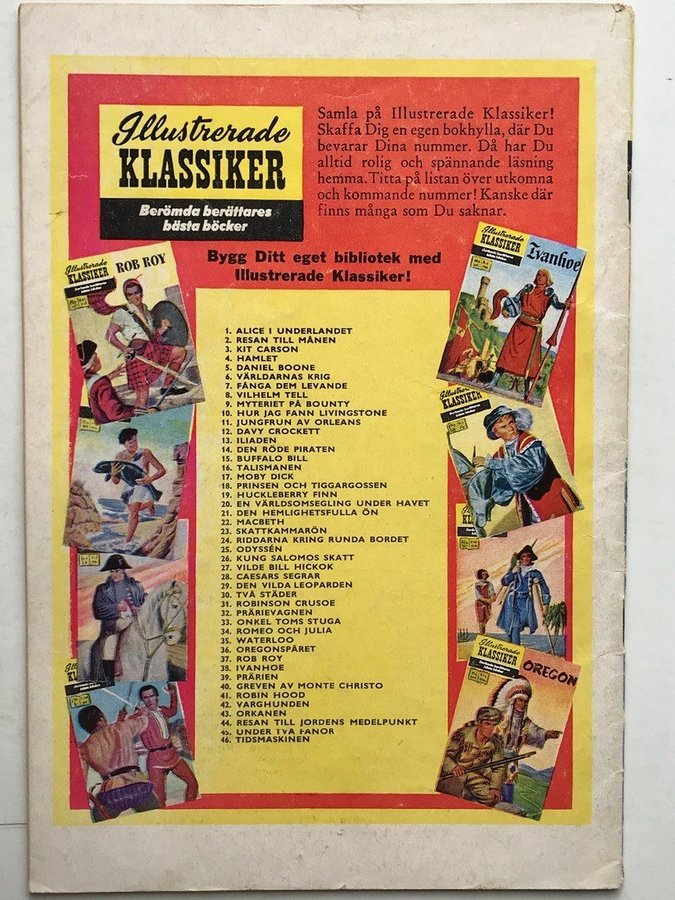 Illustrerade
KLASSIKER
Berömda berättares
bästa böcker
Samla på Illustrerade Klassiker!
Skaffa Dig en egen bokhylla, där Du
bevarar Dina nummer. Då har Du
alltid rolig och spännande läsning
hemma. Titta på listan över utkomna
och kommande nummer! Kanske där
finns många som Du saknar.
Bygg Ditt eget bibliotek med
Illustrerade Klassiker!
Illustrerade
KLASSIKER
ROB ROY
Illustrerade
KLASSIKER
Ivanhoe
Illustrerade
KLASSIKER
Illustrerade
KLASSIKER
OREGON
1. ALICE I UNDERLANDET
2. RESAN TILL MÅNEN
3. KIT CARSON
4. HAMLET
5. DANIEL BOONE
6. VÄRLDARNAS KRIG
7. FÅNGA DEM LEVANDE
8. VILHELM TELL
9. MYTERIET PÅ BOUNTY
10. HUR JAG FANN LIVINGSTONE
11. JUNGFRUN AV ORLEANS
12. DAVY CROCKETT
13. ILIADEN
14. DEN RÖDE PIRATEN
15. BUFFALO BILL
16. TALISMANEN
17. MOBY DICK
18. PRINSEN OCH TIGGARGOSSEN
19. HUCKLEBERRY FINN
20. EN VÄRLDSOMSEGLING UNDER HAVET
21. DEN HEMLIGHETSFULLA ÖN
22. MACBETH
23. SKATTKAMMARÖN
24. RIDDARNA KRING RUNDA BORDET
25. ODYSSÉN
26. KUNG SALOMOS SKATT
27. VILDE BILL HICKOK
28. CAESARS SEGRAR
29. DEN VILDA LEOPARDEN
30. TVÅ STÄDER
31. ROBINSON CRUSOE
32. PRÄRIEVAGNEN
33. ONKEL TOMS STUGA
34. ROMEO OCH JULIA
35. WATERLOO
36. OREGONSPÅRET
37. ROB ROY
38. IVANHOE
39. PRÄRIEN
40. GREVEN AV MONTE CHRISTO
41. ROBIN HOOD
42. VARGHUNDEN
43. ORKANEN
44. RESAN TILL JORDENS MEDELPUNKT
45. UNDER TVÅ FANOR
46. TIDSMASKINEN